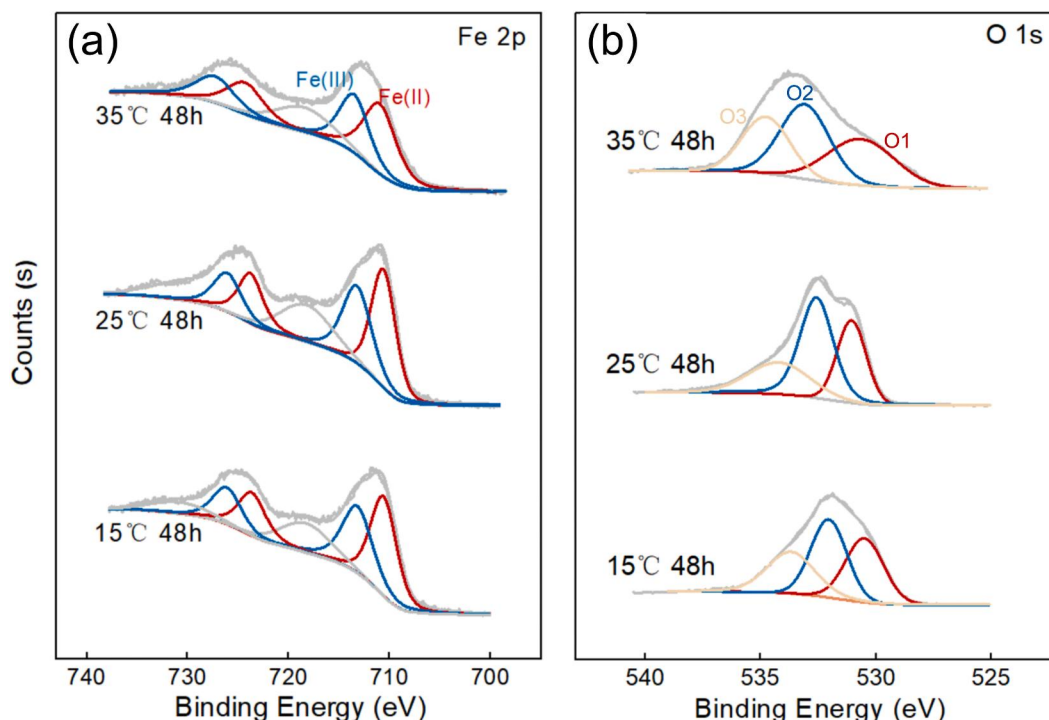 (a)
Fe 2p
Fe(III)
Fe(II)
35℃ 48h
25℃ 48h
15℃ 48h
Counts (s)
740
730
720
710
700
Binding Energy (eV)
(b)
O 1s
O3
O2
O1
35℃ 48h
25℃ 48h
15℃ 48h
540
535
530
525
Binding Energy (eV)